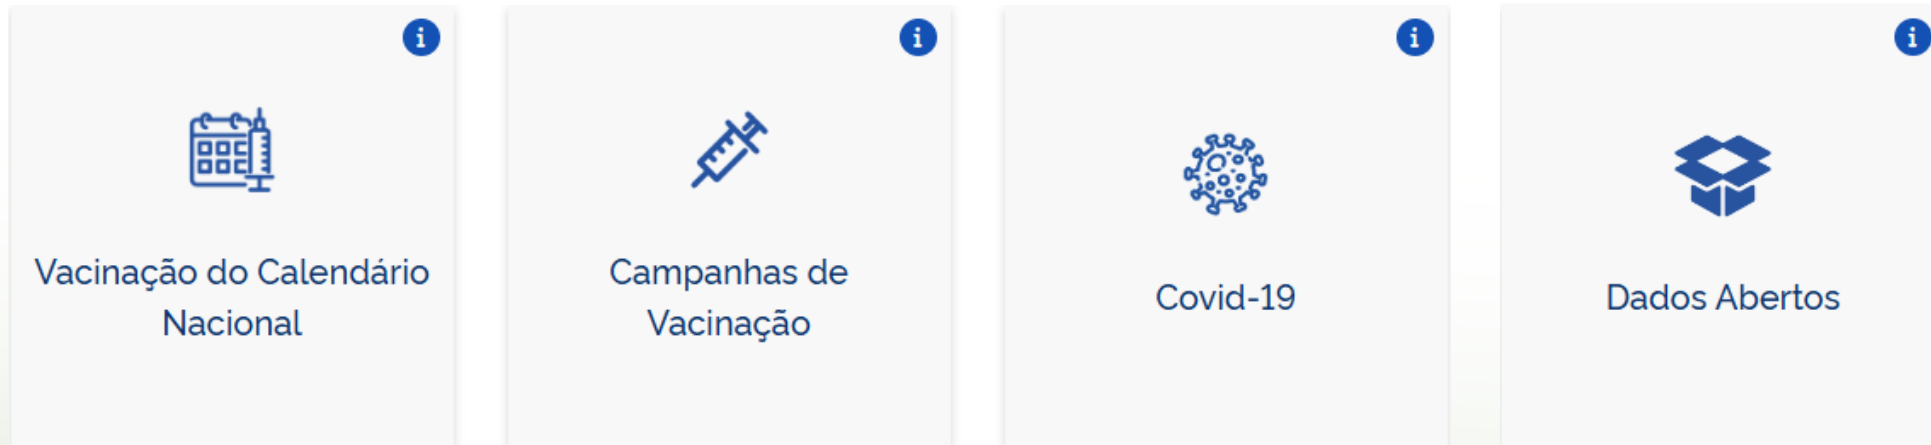 Vacinação do Calendário
Nacional
Campanhas de
Vacinação
Covid-19
Dados Abertos